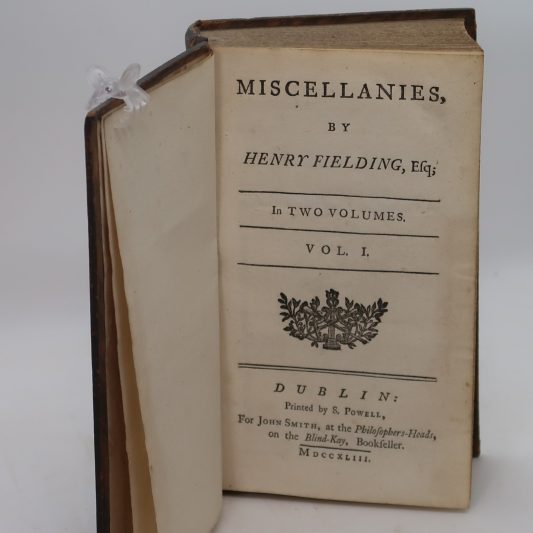 MISCELLANIES,
BY
HENRY FIELDING, Eſq;
In TWO VOLUMES.
VOL. I.
DUBLIN:
Printed by S. POWELL,
For JOHN SMITH, at the Philoſophers-Heads,
on the Blind-Kay, Bookſeller.
MDCCXLIII.